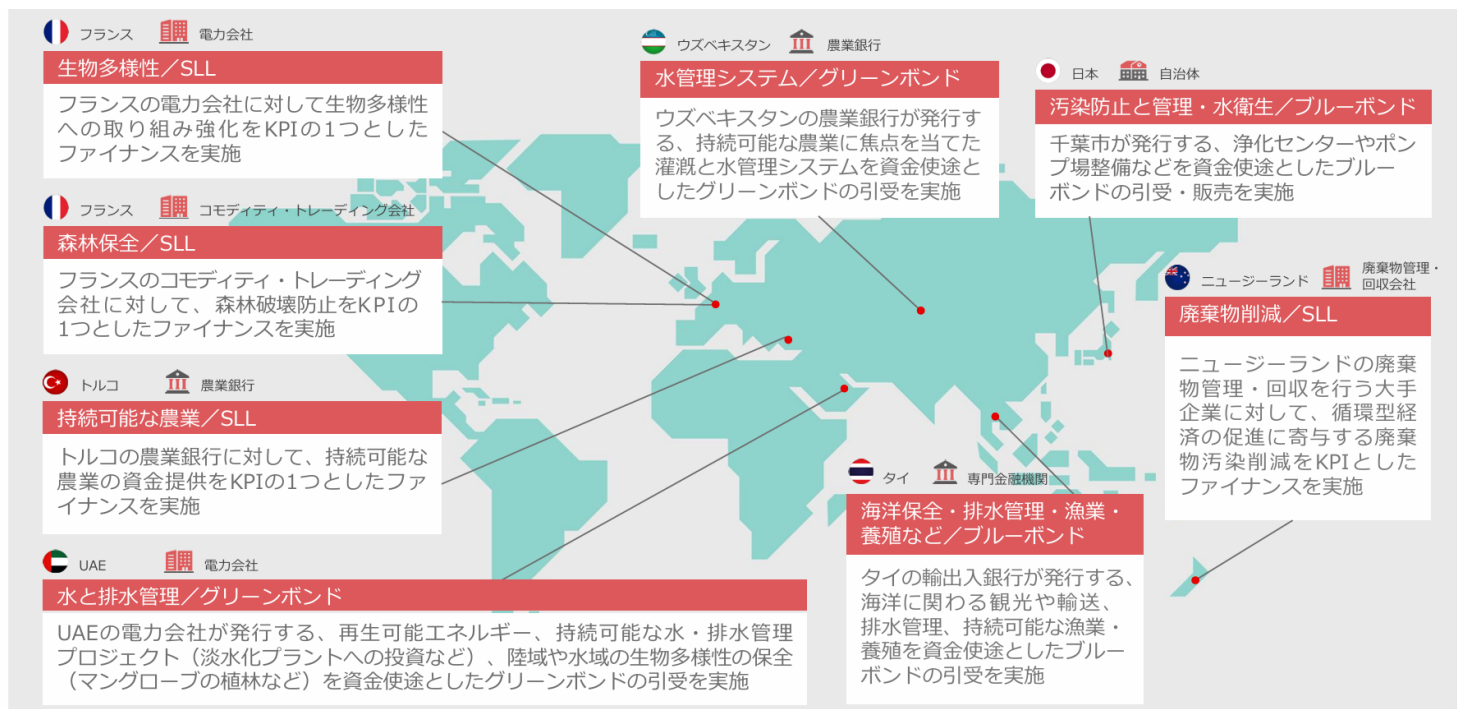 フランス 電力会社
生物多様性／SLL
フランスの電力会社に対して生物多様性
への取り組み強化をKPIの1つとした
ファイナンスを実施
フランス コモディティ・トレーディング会社
森林保全／SLL
フランスのコモディティ・トレーディング
会社に対して、森林破壊防止をKPIの
1つとしたファイナンスを実施
トルコ 農業銀行
持続可能な農業／SLL
トルコの農業銀行に対して、持続可能な
農業の資金提供をKPIの1つとしたファ
イナンスを実施
UAE 電力会社
水と排水管理／グリーンボンド
UAEの電力会社が発行する、再生可能エネルギー、持続可能な水・排水管理
プロジェクト（淡水化プラントへの投資など）、陸域や水域の生物多様性の保全
（マングローブの植林など）を資金使途としたグリーンボンドの引受を実施
ウズベキスタン 農業銀行
水管理システム／グリーンボンド
ウズベキスタンの農業銀行が発行す
る、持続可能な農業に焦点を当てた
灌漑と水管理システムを資金使途と
したグリーンボンドの引受を実施
日本 自治体
汚染防止と管理・水衛生／ブルーボンド
千葉市が発行する、浄化センターやポン
プ場整備などを資金使途としたブルー
ボンドの引受・販売を実施
ニュージーランド 廃棄物管理・
回収会社
廃棄物削減／SLL
ニュージーランドの廃棄
物管理・回収を行う大手
企業に対して、循環型経
済の促進に寄与する廃棄
物汚染削減をKPIとした
ファイナンスを実施
タイ 専門金融機関
海洋保全・排水管理・漁業・
養殖など／ブルーボンド
タイの輸出入銀行が発行する、
海洋に関わる観光や輸送、
排水管理、持続可能な漁業・
養殖を資金使途としたブルー
ボンドの引受を実施